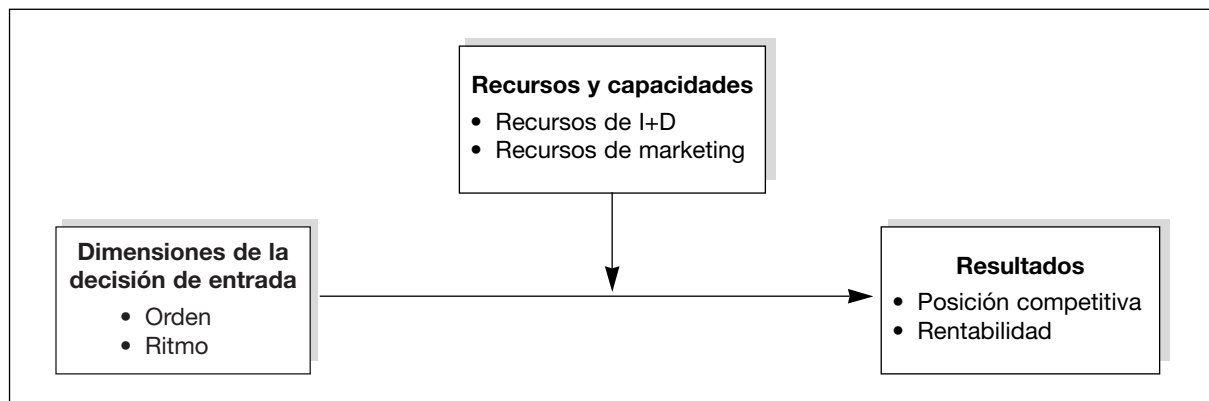 Recursos y capacidades
• Recursos de I+D
• Recursos de marketing
Dimensiones de la
decisión de entrada
• Orden
• Ritmo
Resultados
• Posición competitiva
• Rentabilidad